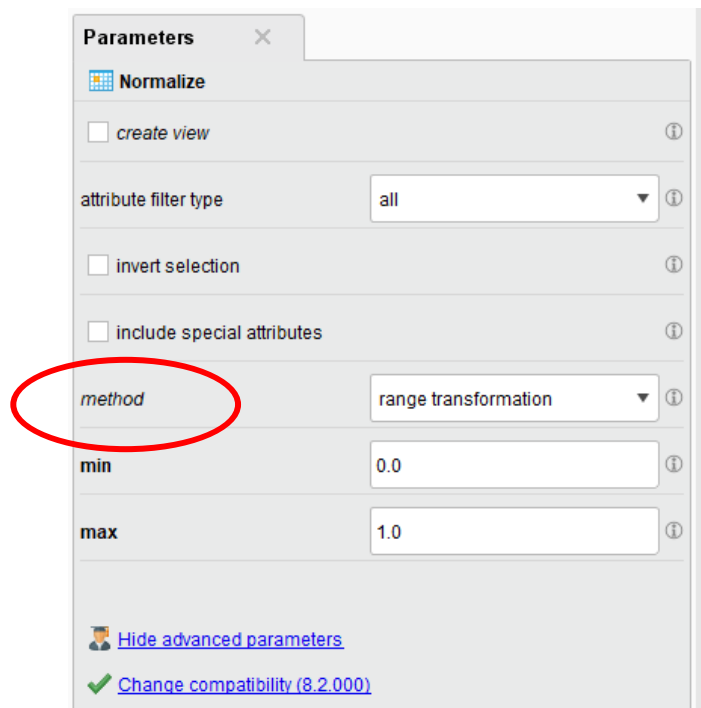 Parameters
Normalize
create view
attribute filter type all
invert selection
include special attributes
method range transformation
min 0.0
max 1.0
Hide advanced parameters
Change compatibility (8.2.000)